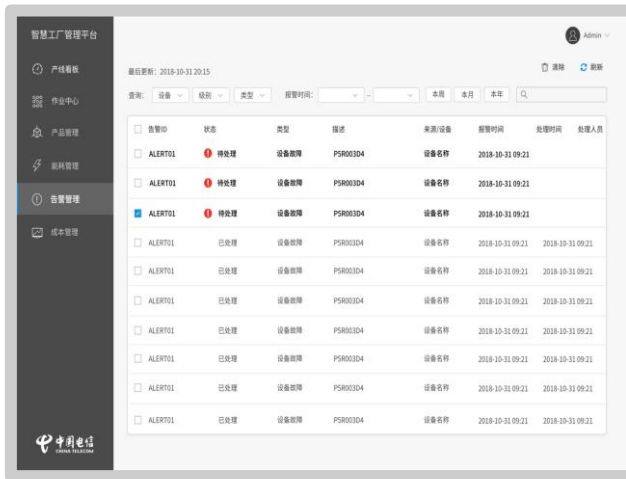 智慧工厂管理平台
Admin
产线看板
作业中心
产品管理
能耗管理
告警管理
成本管理
中国电信
CHINA TELECOM
最后更新：2018-10-31 20:15
清除 刷新
查询： 设备 级别 类型 报警时间： – 本周 本月 本年
告警ID 状态 类型 描述 来源/设备 报警时间 处理时间 处理人员
ALERT01 待处理 设备故障 PSR003D4 设备名称 2018-10-31 09:21
ALERT01 待处理 设备故障 PSR003D4 设备名称 2018-10-31 09:21
ALERT01 待处理 设备故障 PSR003D4 设备名称 2018-10-31 09:21
ALERT01 已处理 设备故障 PSR003D4 设备名称 2018-10-31 09:21 2018-10-31 09:21
ALERT01 已处理 设备故障 PSR003D4 设备名称 2018-10-31 09:21 2018-10-31 09:21
ALERT01 已处理 设备故障 PSR003D4 设备名称 2018-10-31 09:21 2018-10-31 09:21
ALERT01 已处理 设备故障 PSR003D4 设备名称 2018-10-31 09:21 2018-10-31 09:21
ALERT01 已处理 设备故障 PSR003D4 设备名称 2018-10-31 09:21 2018-10-31 09:21
ALERT01 已处理 设备故障 PSR003D4 设备名称 2018-10-31 09:21 2018-10-31 09:21
ALERT01 已处理 设备故障 PSR003D4 设备名称 2018-10-31 09:21 2018-10-31 09:21